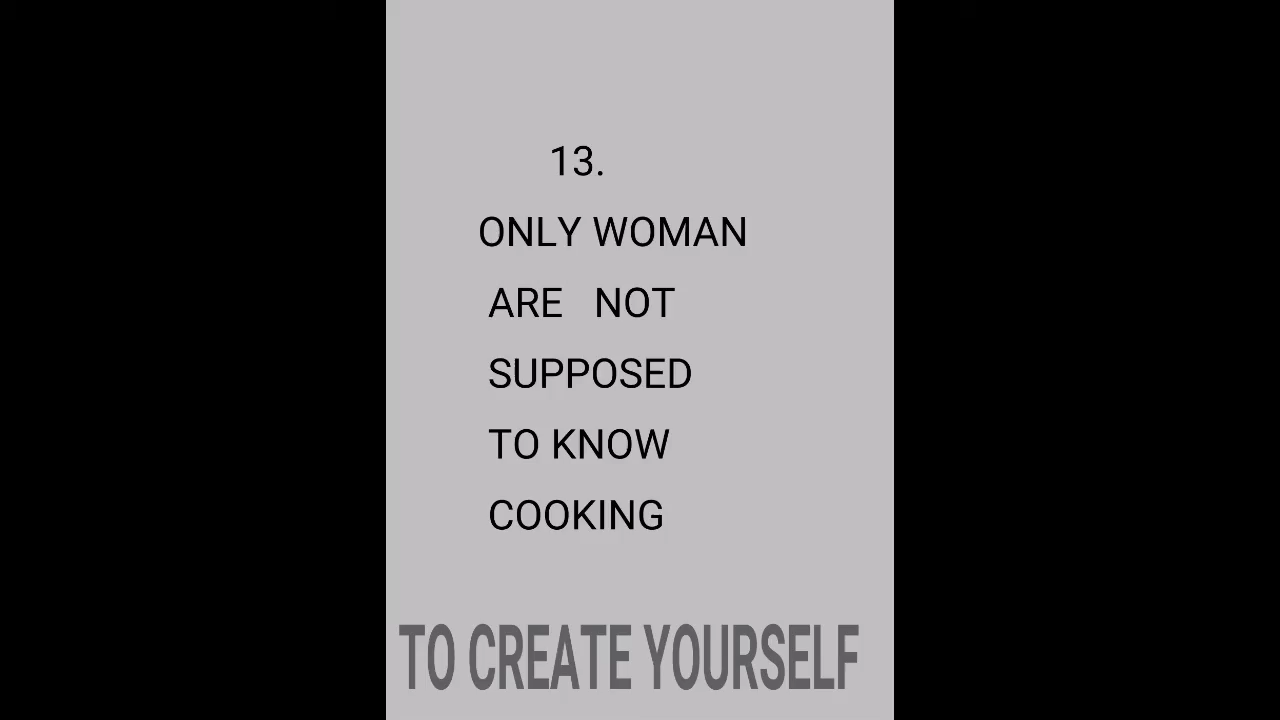 13.
ONLY WOMAN
ARE NOT
SUPPOSED
TO KNOW
COOKING
TO CREATE YOURSELF